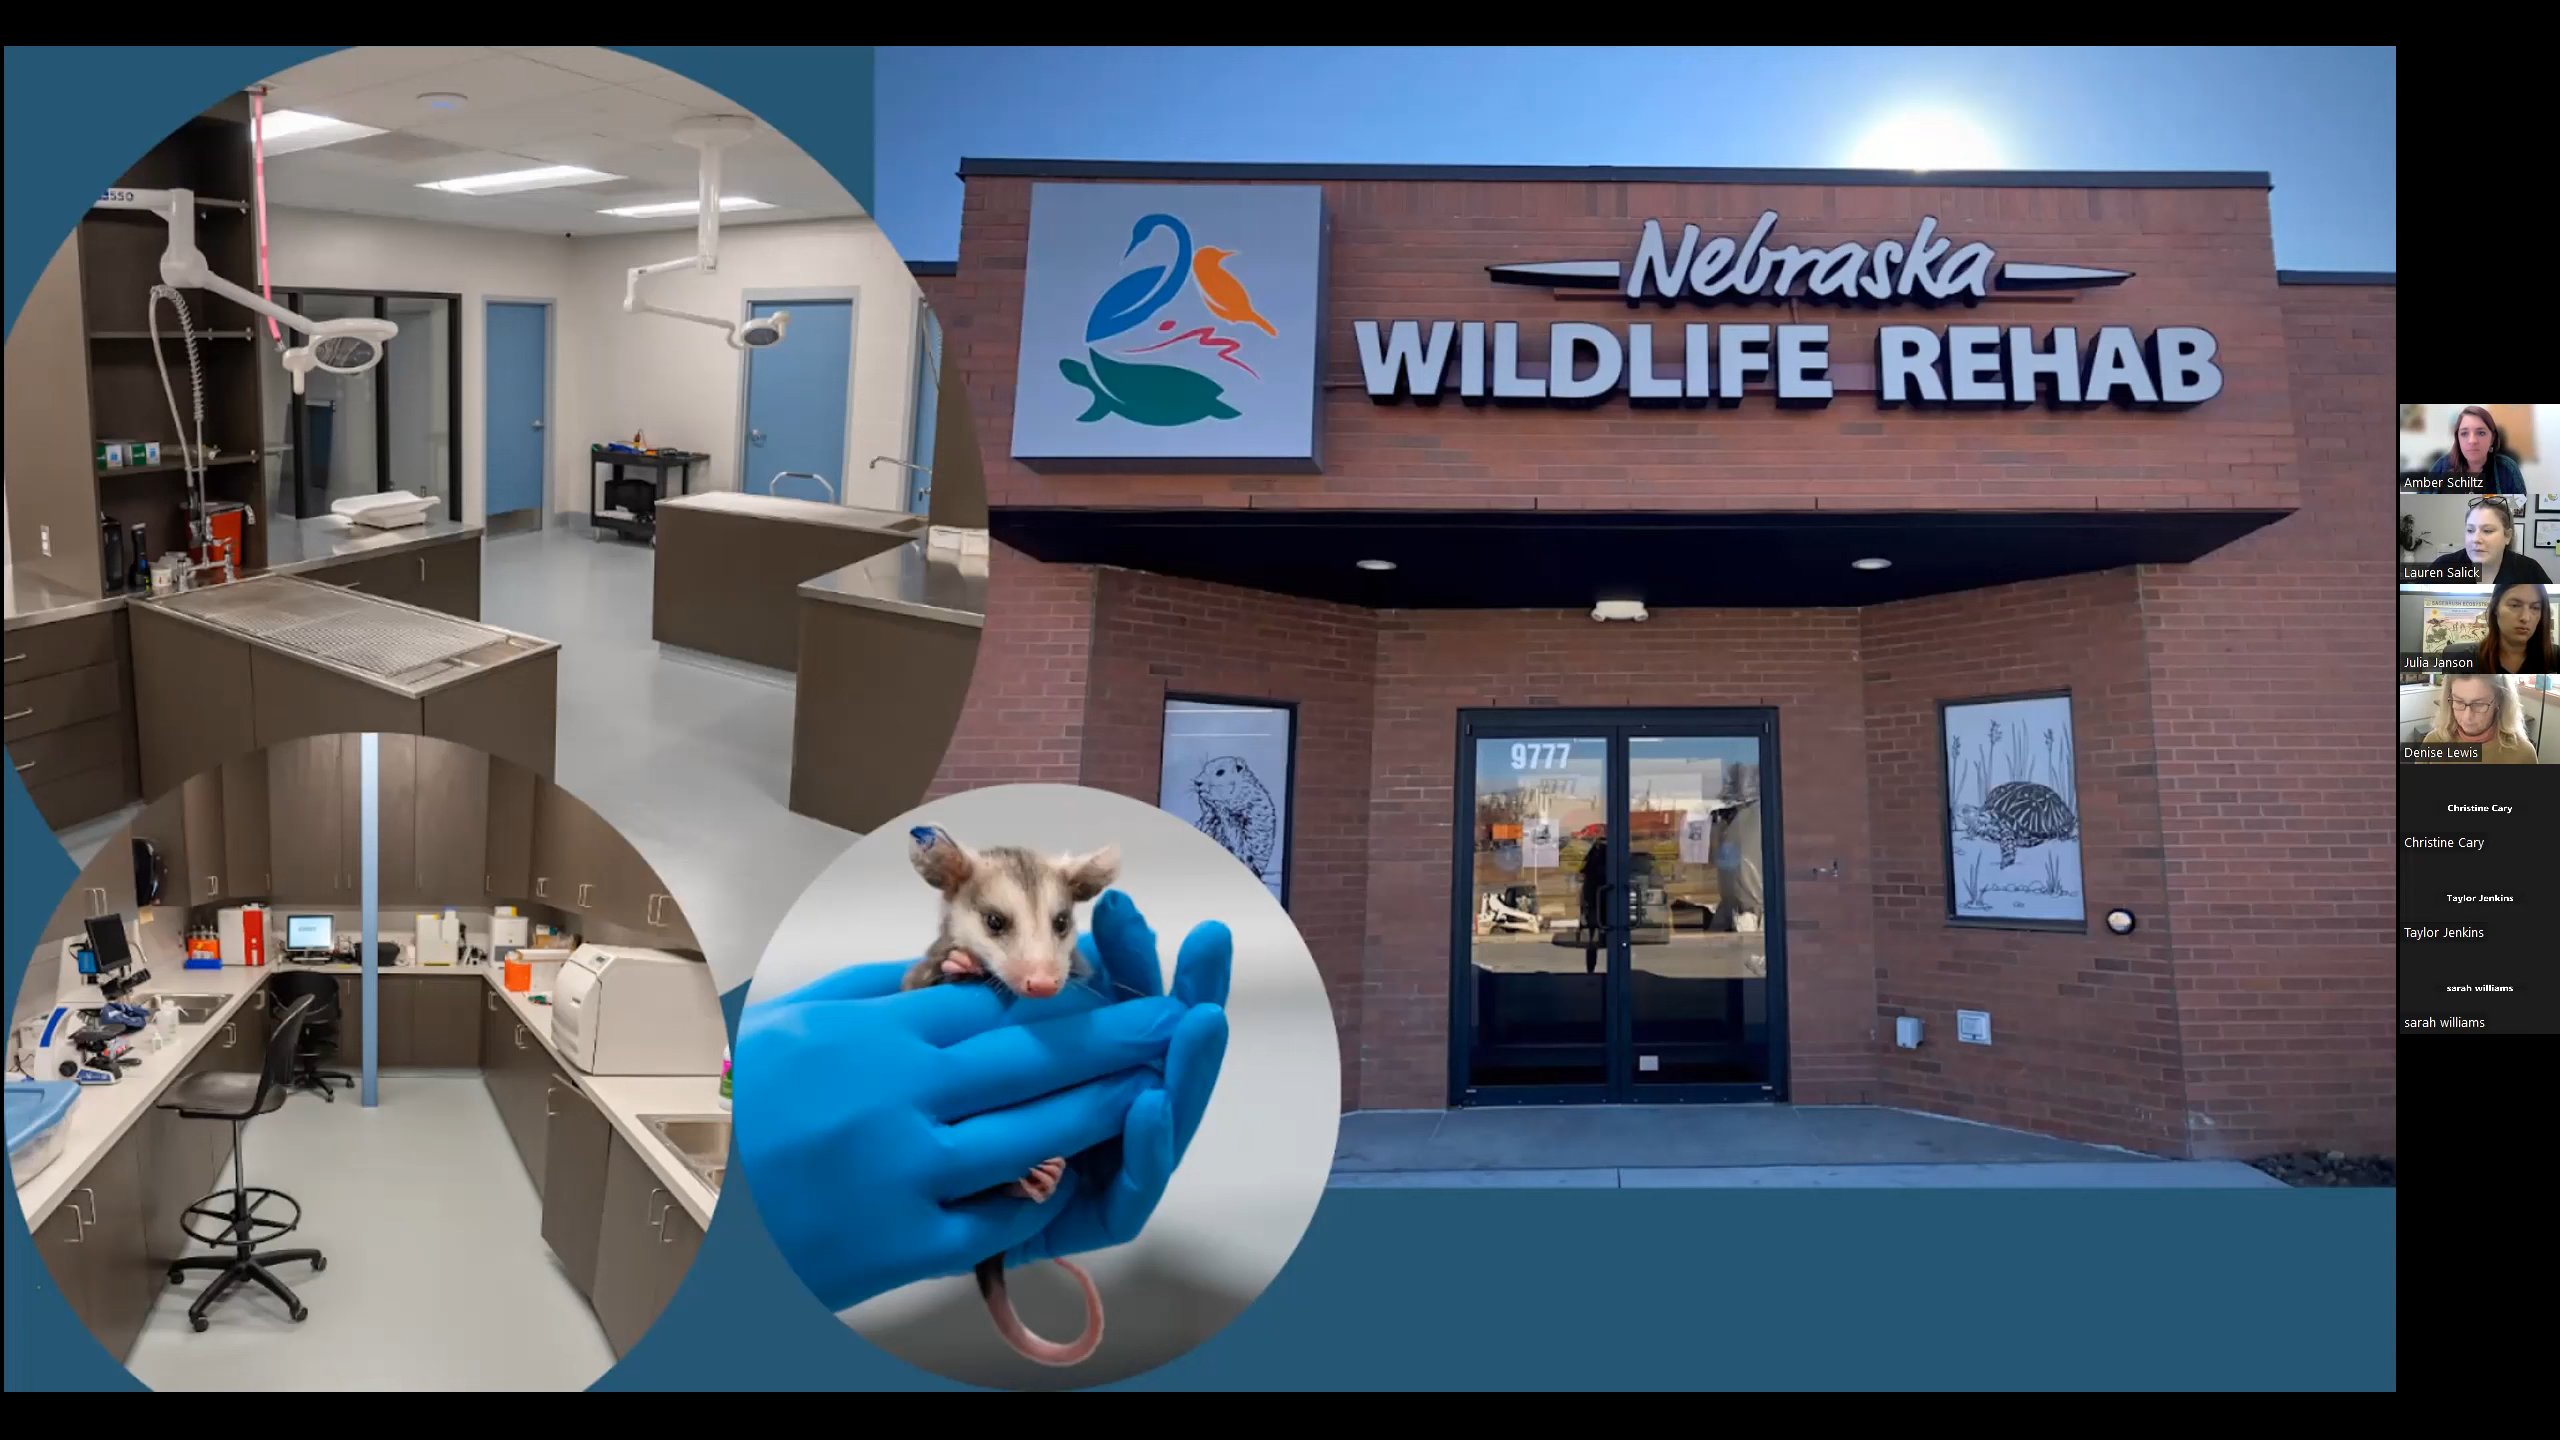 Nebraska
WILDLIFE REHAB
9777
Amber Schiltz
Lauren Salick
Julia Janson
Denise Lewis
Christine Cary
Christine Cary
Taylor Jenkins
Taylor Jenkins
sarah williams
sarah williams